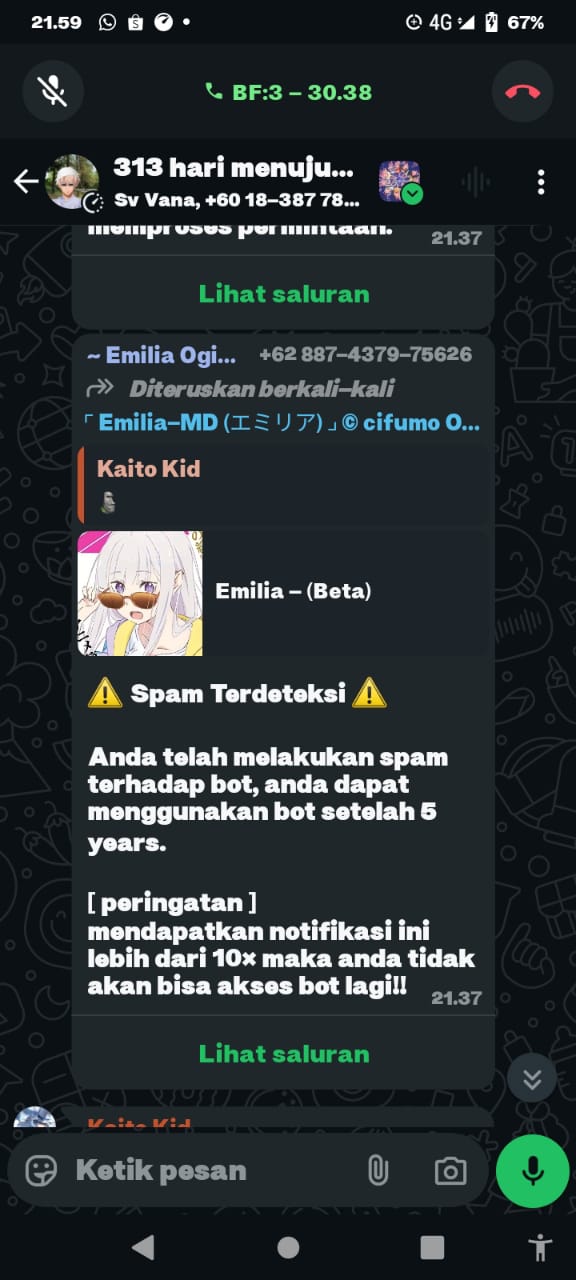 21.59
4G
67%
BF:3 – 30.38
313 hari menuju...
Sv Vana, +60 18–387 78...
memproses permintaan.
21.37
Lihat saluran
~ Emilia Ogi... +62 887–4379–75626
Diteruskan berkali–kali
「 Emilia–MD (エミリア) 」© cifumo O...
Kaito Kid
Emilia – (Beta)
⚠️ Spam Terdeteksi ⚠️
Anda telah melakukan spam
terhadap bot, anda dapat
menggunakan bot setelah 5
years.
[ peringatan ]
mendapatkan notifikasi ini
lebih dari 10× maka anda tidak
akan bisa akses bot lagi!!
21.37
Lihat saluran
Kaito Kid
Ketik pesan